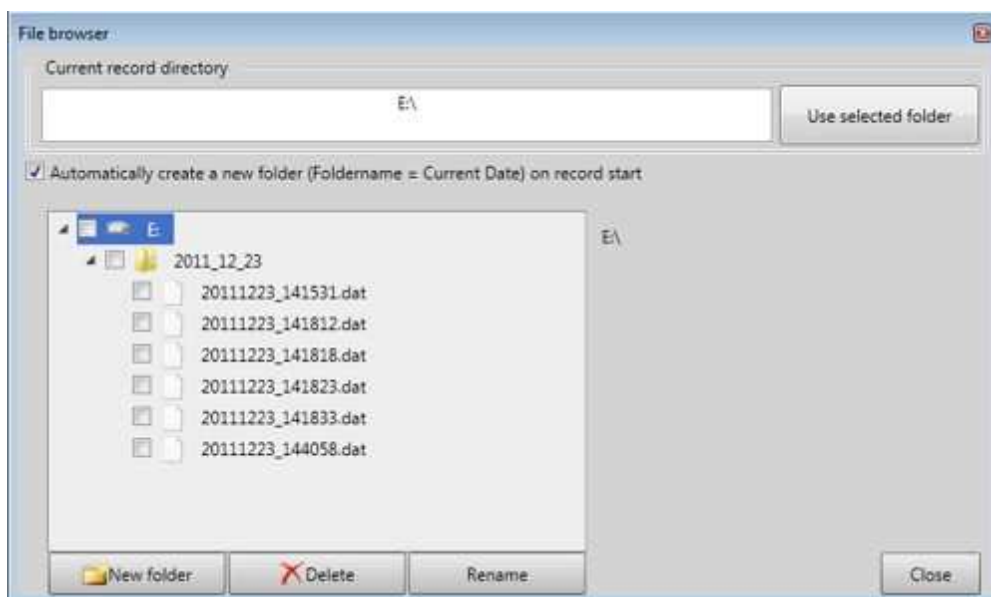 File browser
Current record directory
E:\
Use selected folder
Automatically create a new folder (Foldername = Current Date) on record start
E:
E:\
2011_12_23
20111223_141531.dat
20111223_141812.dat
20111223_141818.dat
20111223_141823.dat
20111223_141833.dat
20111223_144058.dat
New folder
Delete
Rename
Close